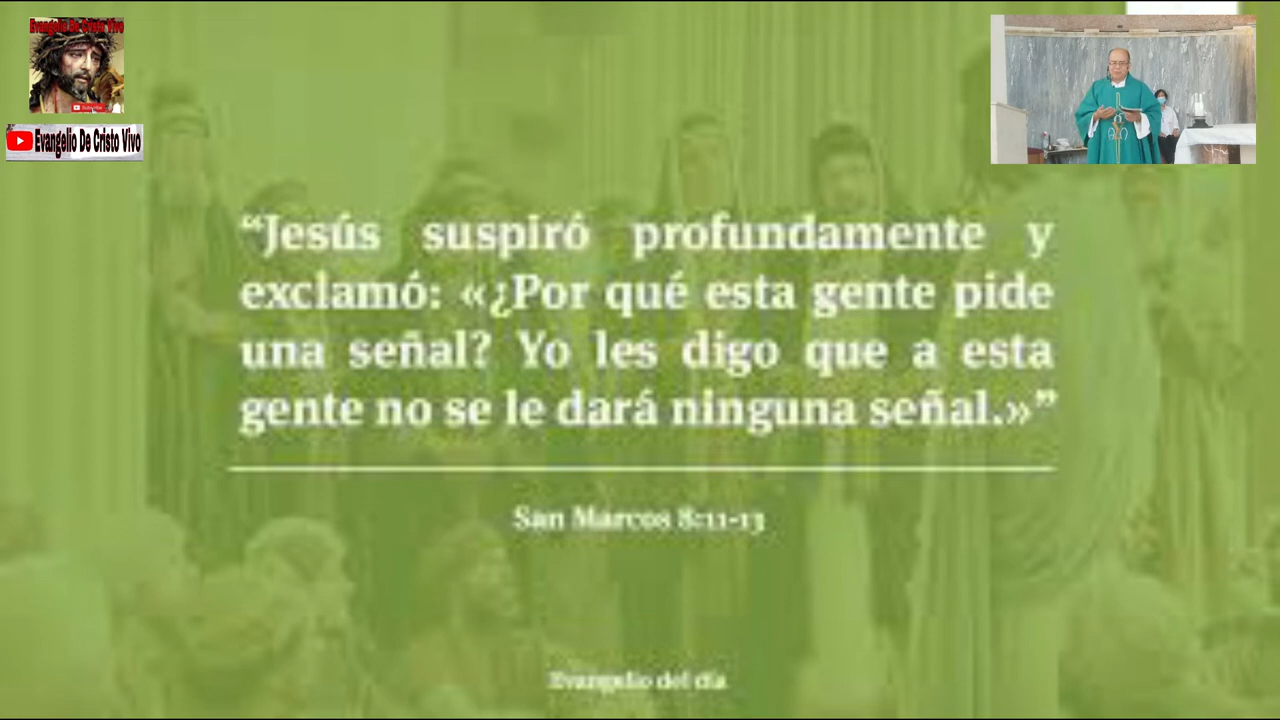 Evangelio De Cristo Vivo
Subscribe
Evangelio De Cristo Vivo
“Jesús suspiró profundamente y
exclamó: «¿Por qué esta gente pide
una señal? Yo les digo que a esta
gente no se le dará ninguna señal.»”
San Marcos 8:11-13
Evangelio del día